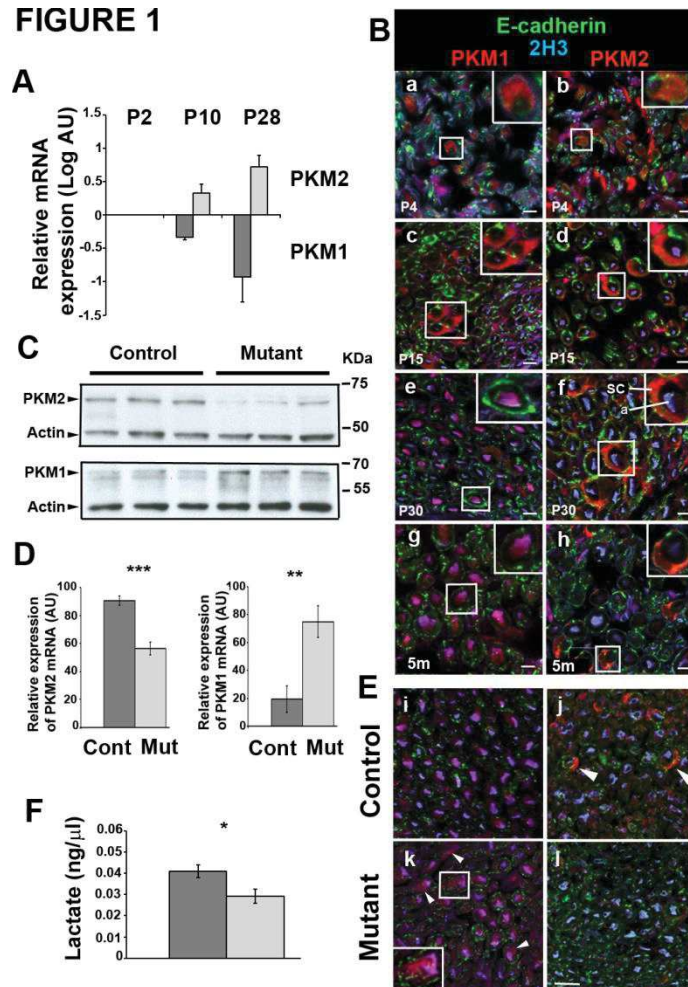 FIGURE 1
A
P2 P10 P28
Relative mRNA
expression (Log AU)
1.5
1
0.5
0
-0.5
-1
-1.5
PKM2
PKM1
B
E-cadherin
2H3
PKM1 PKM2
a
P4
b
P4
c
P15
d
P15
e
P30
f
SC
a
P30
g
5m
h
5m
C
Control Mutant
KDa
PKM2
Actin
75
50
PKM1
Actin
70
55
D
***
Relative expression
of PKM2 mRNA (AU)
100
80
60
40
20
0
Cont Mut
**
Relative expression
of PKM1 mRNA (AU)
100
80
60
40
20
0
Cont Mut
E
Control
i
j
Mutant
k
l
F
*
Lactate (ng/µl)
0.06
0.05
0.04
0.03
0.02
0.01
0